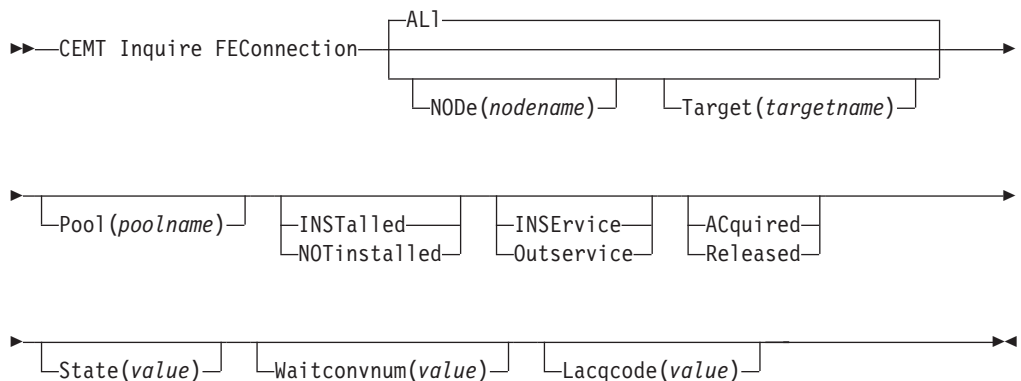 ALl
CEMT Inquire FEConnection
NODe(nodename) Target(targetname)
Pool(poolname) INSTalled INSErvice ACquired
NOTinstalled Outservice Released
State(value) Waitconvnum(value) Lacqcode(value)